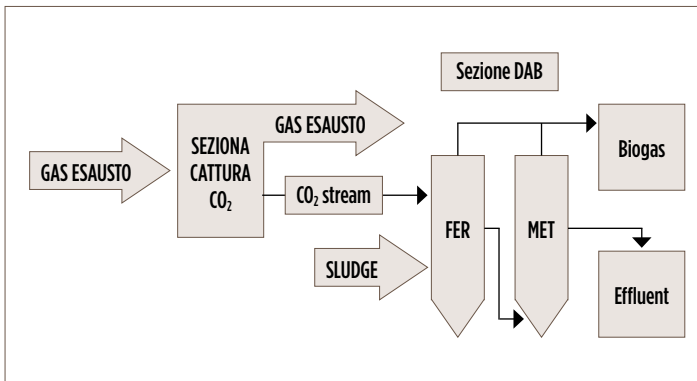 Sezione DAB
GAS ESAUSTO
SEZIONA
CATTURA
CO₂
GAS ESAUSTO
CO₂ stream
SLUDGE
FER
MET
Biogas
Effluent